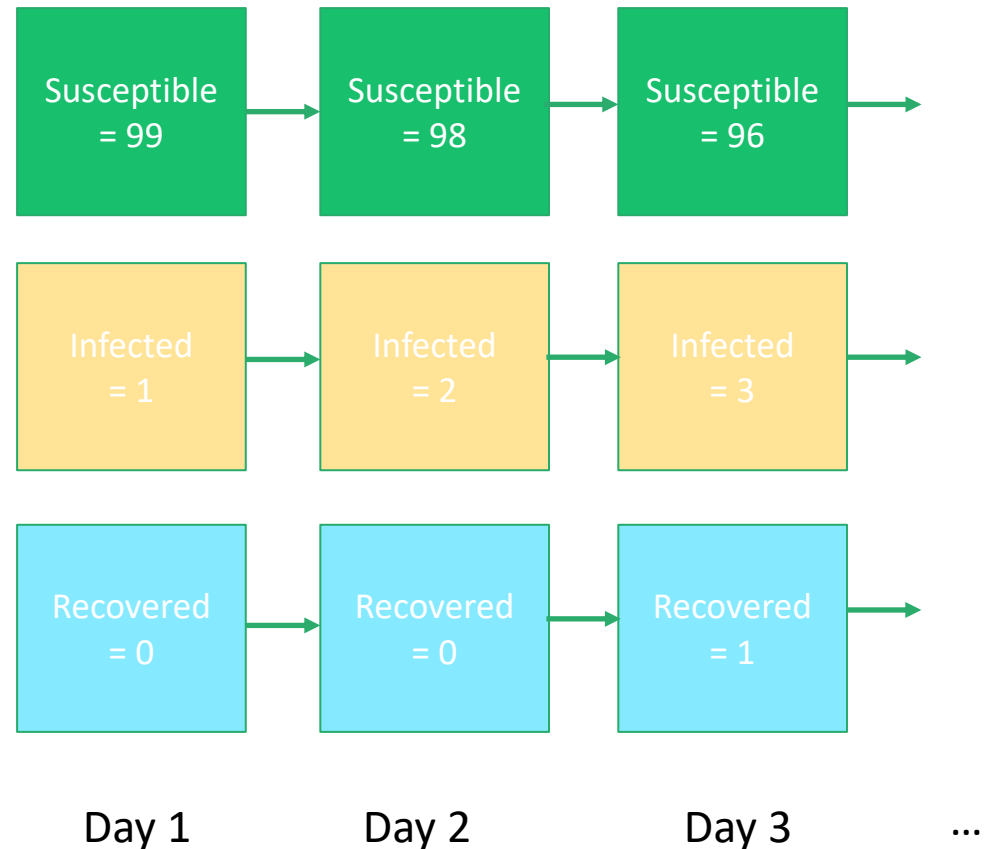 Susceptible
= 99
Susceptible
= 98
Susceptible
= 96
Infected
= 1
Infected
= 2
Infected
= 3
Recovered
= 0
Recovered
= 0
Recovered
= 1
Day 1
Day 2
Day 3
...